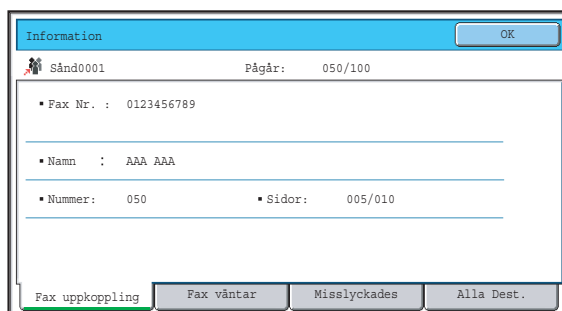 Information OK
Sånd0001 Pågår: 050/100
▪ Fax Nr. : 0123456789
▪ Namn : AAA AAA
▪ Nummer: 050 ▪ Sidor: 005/010
Fax uppkoppling Fax våntar Misslyckades Alla Dest.